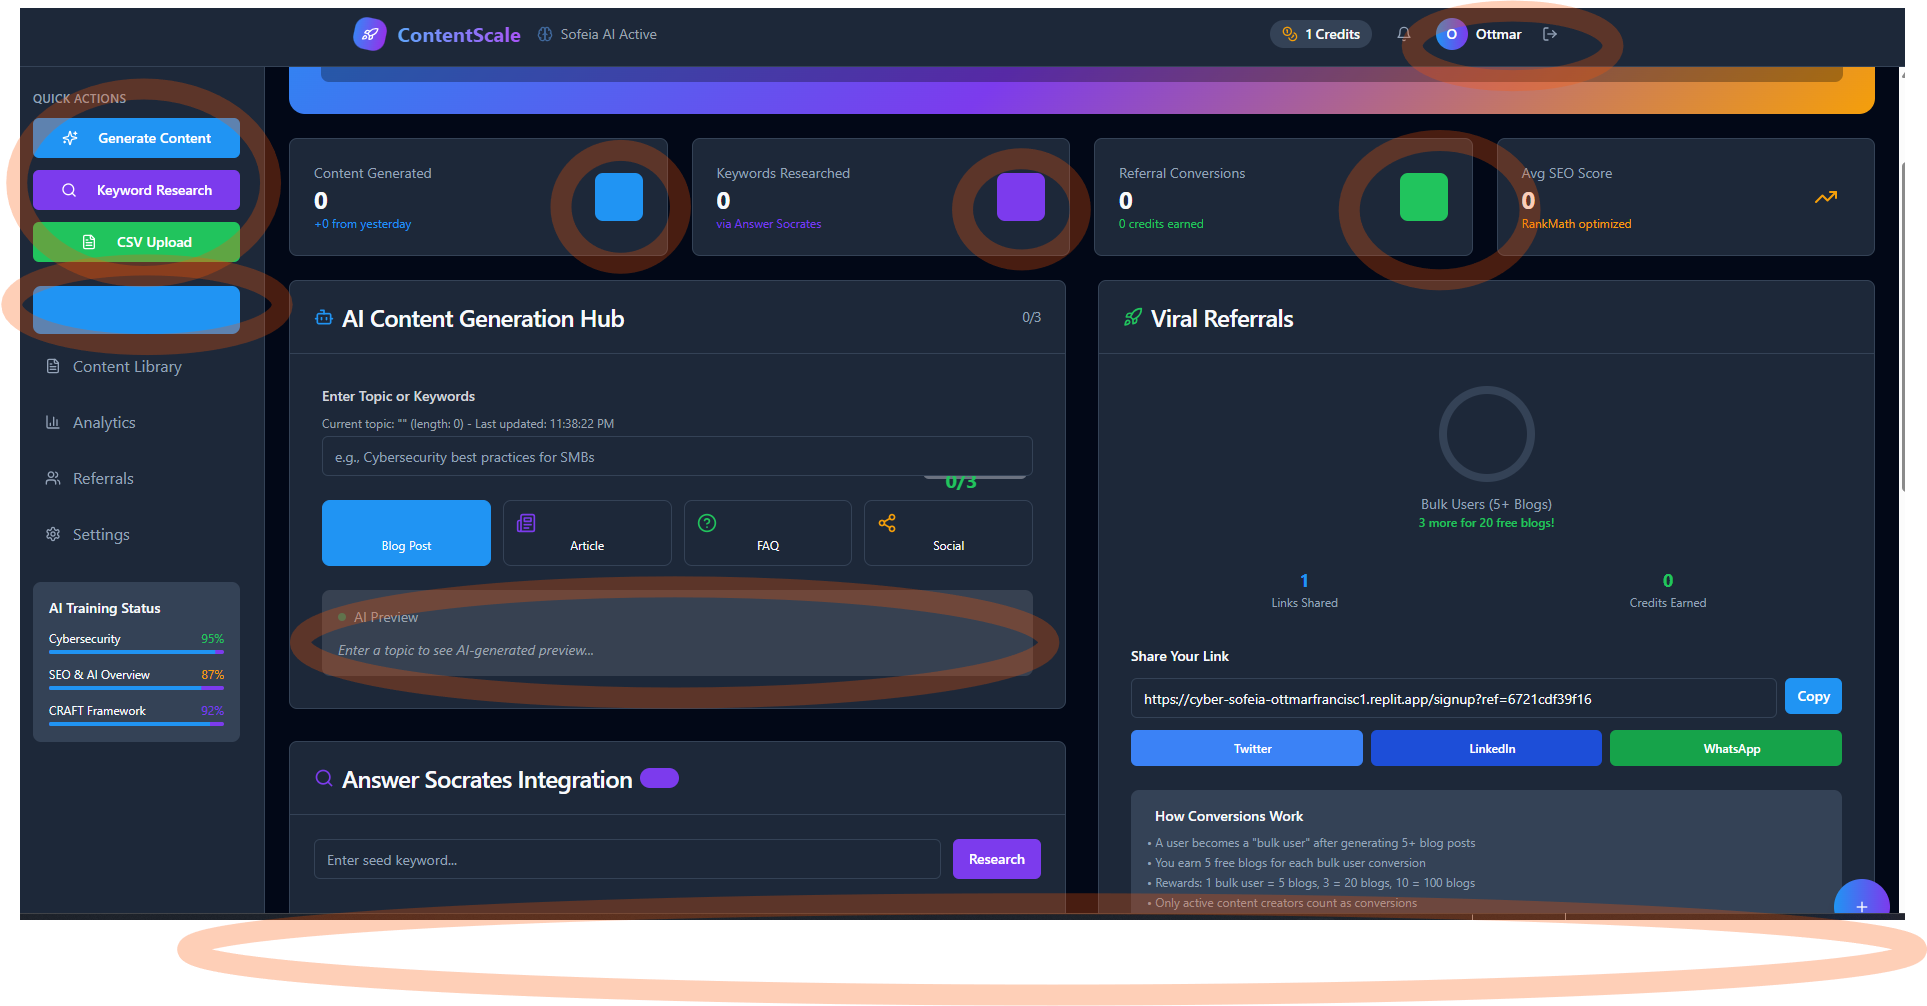 ContentScale
Sofeia AI Active
1 Credits
O
Ottmar
QUICK ACTIONS
Generate Content
Keyword Research
CSV Upload
Content Library
Analytics
Referrals
Settings
AI Training Status
Cybersecurity 95%
SEO & AI Overview 87%
CRAFT Framework 92%
Content Generated
0
+0 from yesterday
Keywords Researched
0
via Answer Socrates
Referral Conversions
0
0 credits earned
Avg SEO Score
0
RankMath optimized
AI Content Generation Hub
0/3
Enter Topic or Keywords
Current topic: "" (length: 0) - Last updated: 11:38:22 PM
e.g., Cybersecurity best practices for SMBs
0/3
Blog Post
Article
FAQ
Social
AI Preview
Enter a topic to see AI-generated preview...
Answer Socrates Integration
Enter seed keyword...
Research
Viral Referrals
Bulk Users (5+ Blogs)
3 more for 20 free blogs!
1
Links Shared
0
Credits Earned
Share Your Link
https://cyber-sofeia-ottmarfrancisc1.replit.app/signup?ref=6721cdf39f16
Copy
Twitter
LinkedIn
WhatsApp
How Conversions Work
• A user becomes a "bulk user" after generating 5+ blog posts
• You earn 5 free blogs for each bulk user conversion
• Rewards: 1 bulk user = 5 blogs, 3 = 20 blogs, 10 = 100 blogs
• Only active content creators count as conversions
+